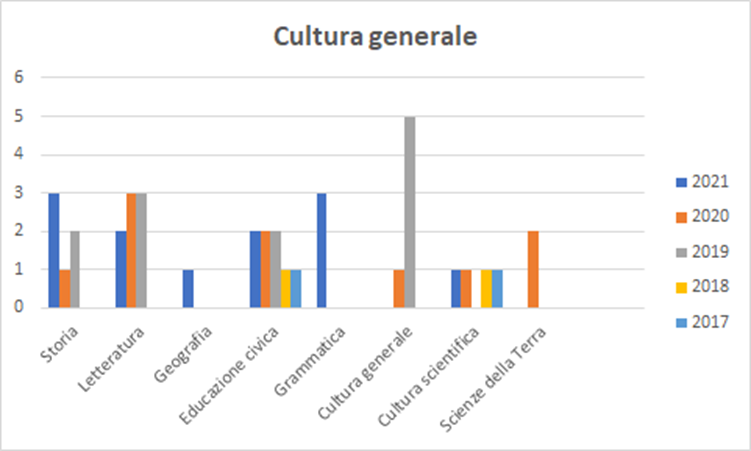 Cultura generale
6
5
4
3
2
1
0
Storia
Letteratura
Geografia
Educazione civica
Grammatica
Cultura generale
Cultura scientifica
Scienze della Terra
2021
2020
2019
2018
2017